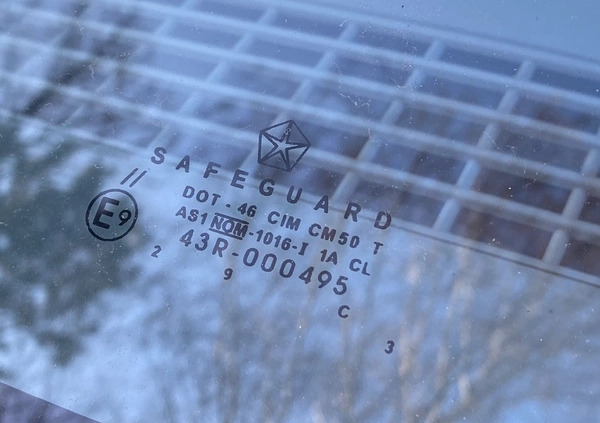 SAFEGUARD
// DOT - 46 CIM CM50 T
AS1 NOM-1016-I 1A CL
E9 43R-000495
2 9 C 3